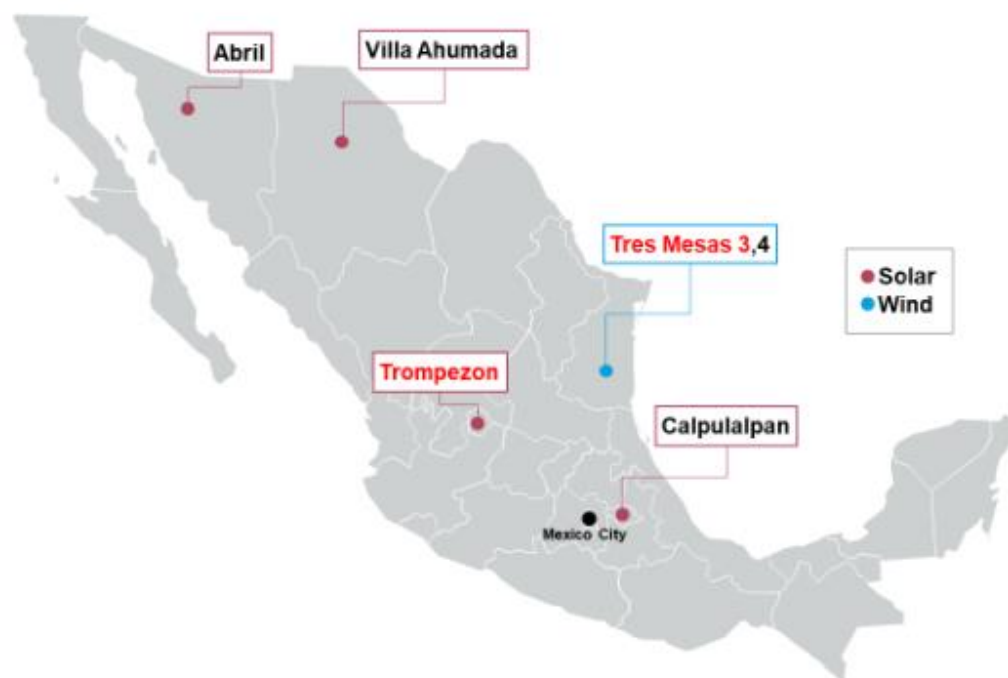 Abril
Villa Ahumada
Tres Mesas 3,4
Solar
Wind
Trompezon
Calpulalpan
Mexico City